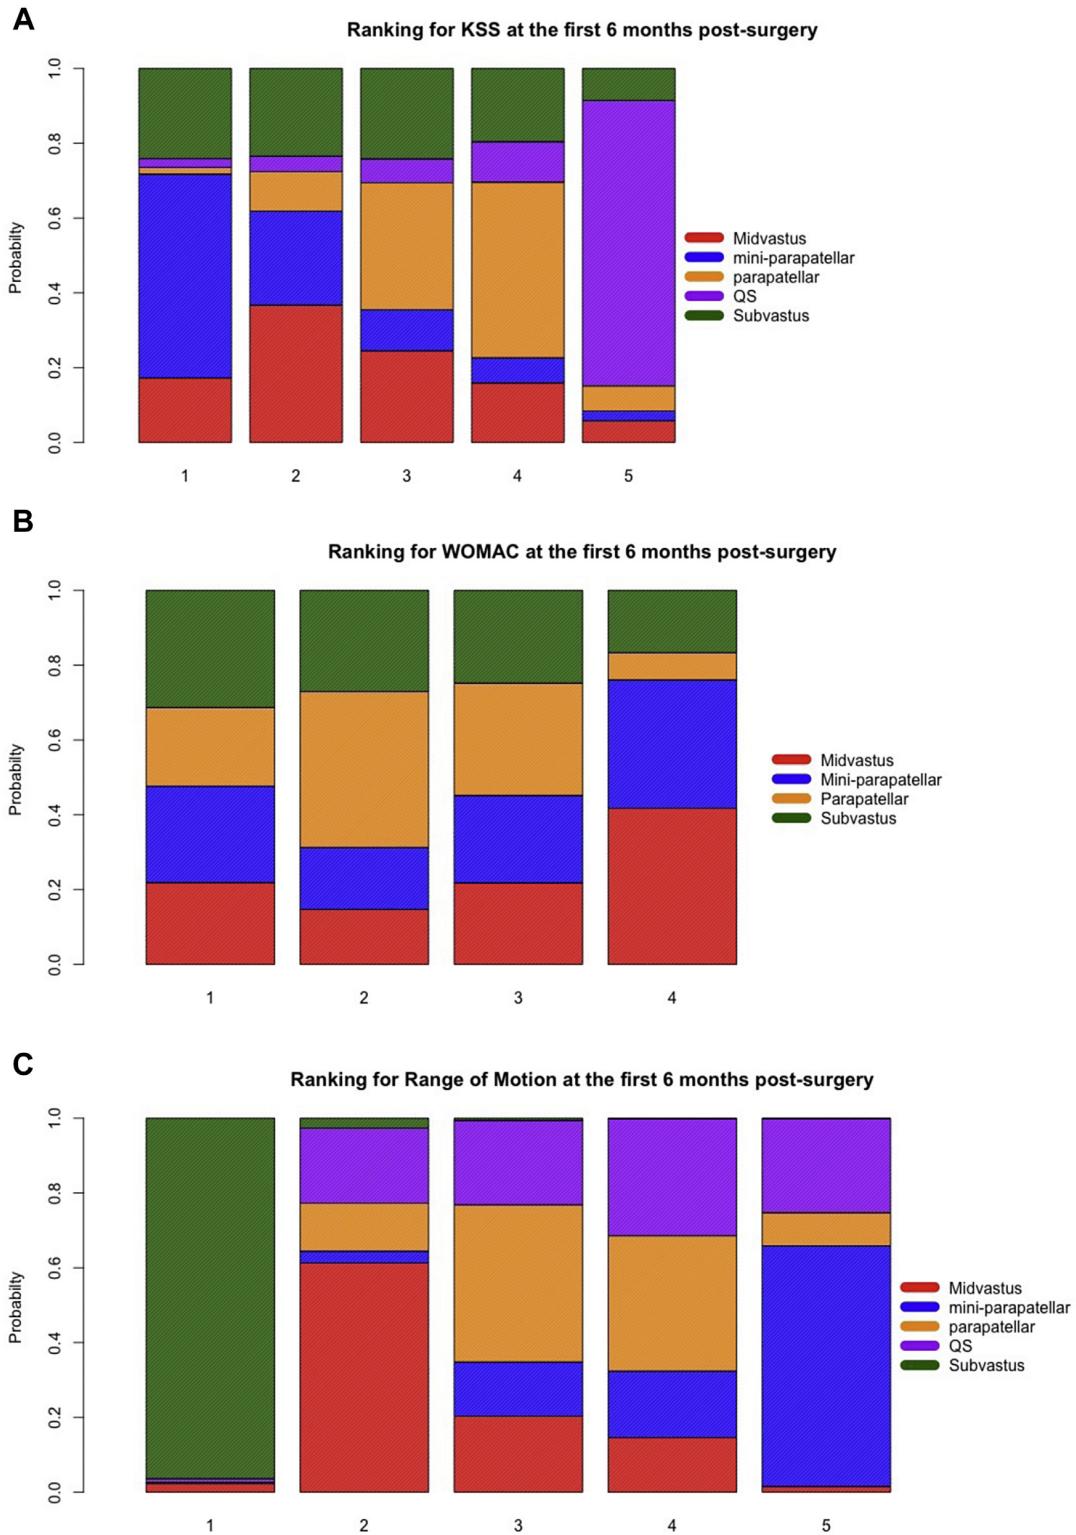 A
Ranking for KSS at the first 6 months post-surgery
Probabilty
0.0 0.2 0.4 0.6 0.8 1.0
1 2 3 4 5
Midvastus
mini-parapatellar
parapatellar
QS
Subvastus
B
Ranking for WOMAC at the first 6 months post-surgery
Probabilty
0.0 0.2 0.4 0.6 0.8 1.0
1 2 3 4
Midvastus
Mini-parapatellar
Parapatellar
Subvastus
C
Ranking for Range of Motion at the first 6 months post-surgery
Probabilty
0.0 0.2 0.4 0.6 0.8 1.0
1 2 3 4 5
Midvastus
mini-parapatellar
parapatellar
QS
Subvastus